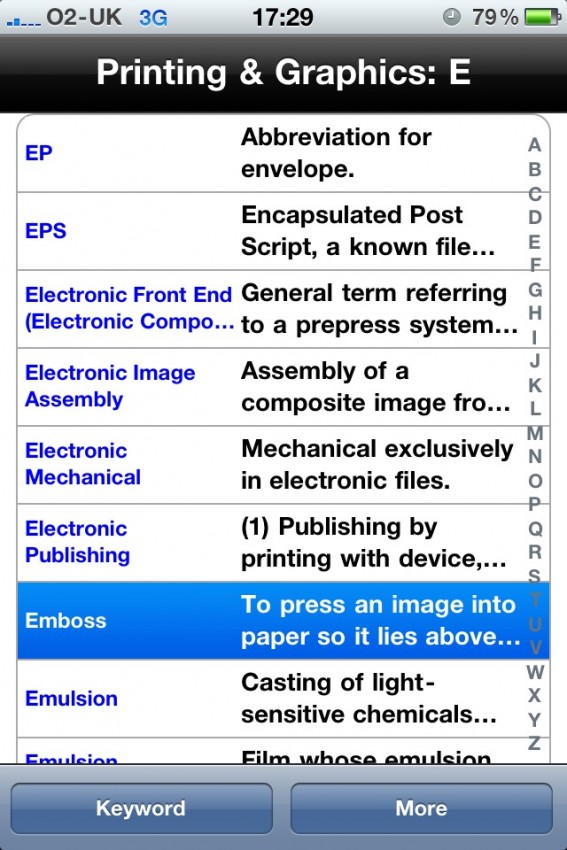 O2-UK 3G 17:29 79%
Printing & Graphics: E
EP
Abbreviation for
envelope.
EPS
Encapsulated Post
Script, a known file...
Electronic Front End
(Electronic Compo...
General term referring
to a prepress system...
Electronic Image
Assembly
Assembly of a
composite image fro...
Electronic
Mechanical
Mechanical exclusively
in electronic files.
Electronic
Publishing
(1) Publishing by
printing with device,...
Emboss
To press an image into
paper so it lies above...
Emulsion
Casting of light-
sensitive chemicals...
Emulsion
Film whose emulsion
A
B
C
D
E
F
G
H
I
J
K
L
M
N
O
P
Q
R
S
T
U
V
W
X
Y
Z
Keyword
More